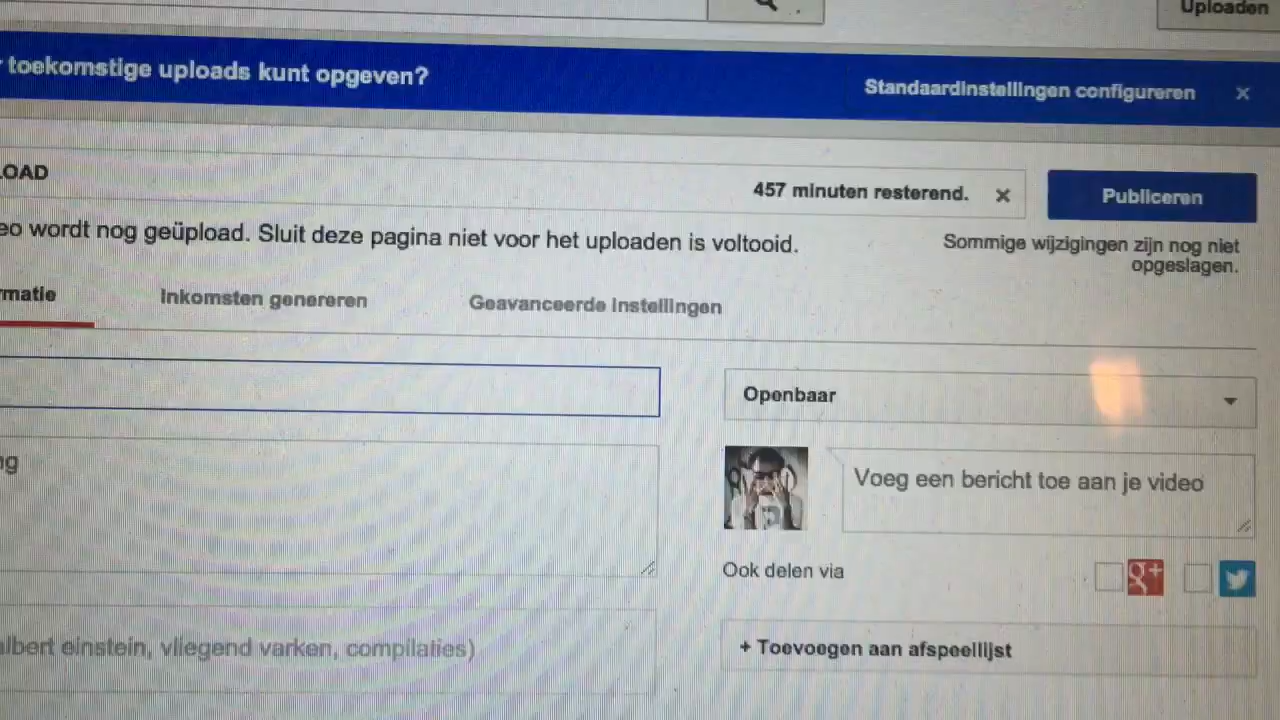 Uploaden
toekomstige uploads kunt opgeven?
Standaardinstellingen configureren ×
LOAD
457 minuten resterend. ×
Publiceren
eo wordt nog geüpload. Sluit deze pagina niet voor het uploaden is voltooid.
Sommige wijzigingen zijn nog niet
opgeslagen.
rmatie
Inkomsten genereren
Geavanceerde instellingen
Openbaar
ng
Voeg een bericht toe aan je video
Ook delen via
g+
albert einstein, vliegend varken, compilaties)
+ Toevoegen aan afspeellijst